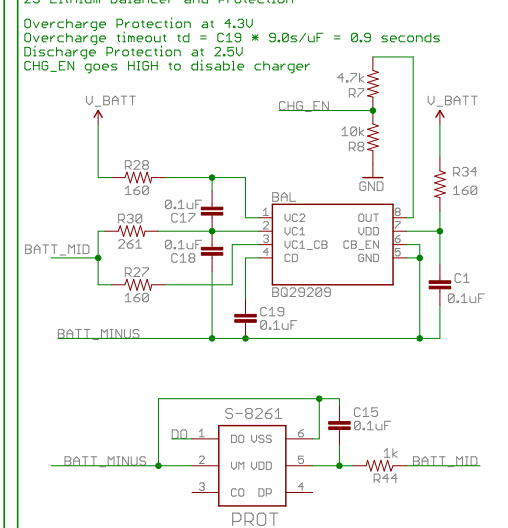 2S Lithium Balancer and Protection
Overcharge Protection at 4.3V
Overcharge timeout td = C19 * 9.0s/uF = 0.9 seconds
Discharge Protection at 2.5V
CHG_EN goes HIGH to disable charger
4.7k
R7
V_BATT
CHG_EN
V_BATT
10k
R8
R28
160
GND
R34
160
0.1uF
C17
BAL
1 VC2 OUT 8
R30
261
2 VC1 VDD 7
BATT_MID
0.1uF
C18
3 VC1_CB CB_EN 6
4 CD GND 5
R27
160
BQ29209
C1
0.1uF
C19
0.1uF
BATT_MINUS
S-8261
C15
0.1uF
DO 1 DO VSS 6
1k
BATT_MINUS 2 VM VDD 5 BATT_MID
R44
3 CO DP 4
PROT